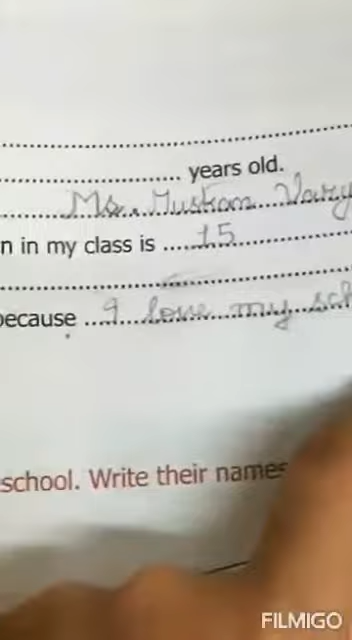 years old.
Ms. Muskan
n in my class is 15
because I love my sch
school. Write their names
FILMIGO